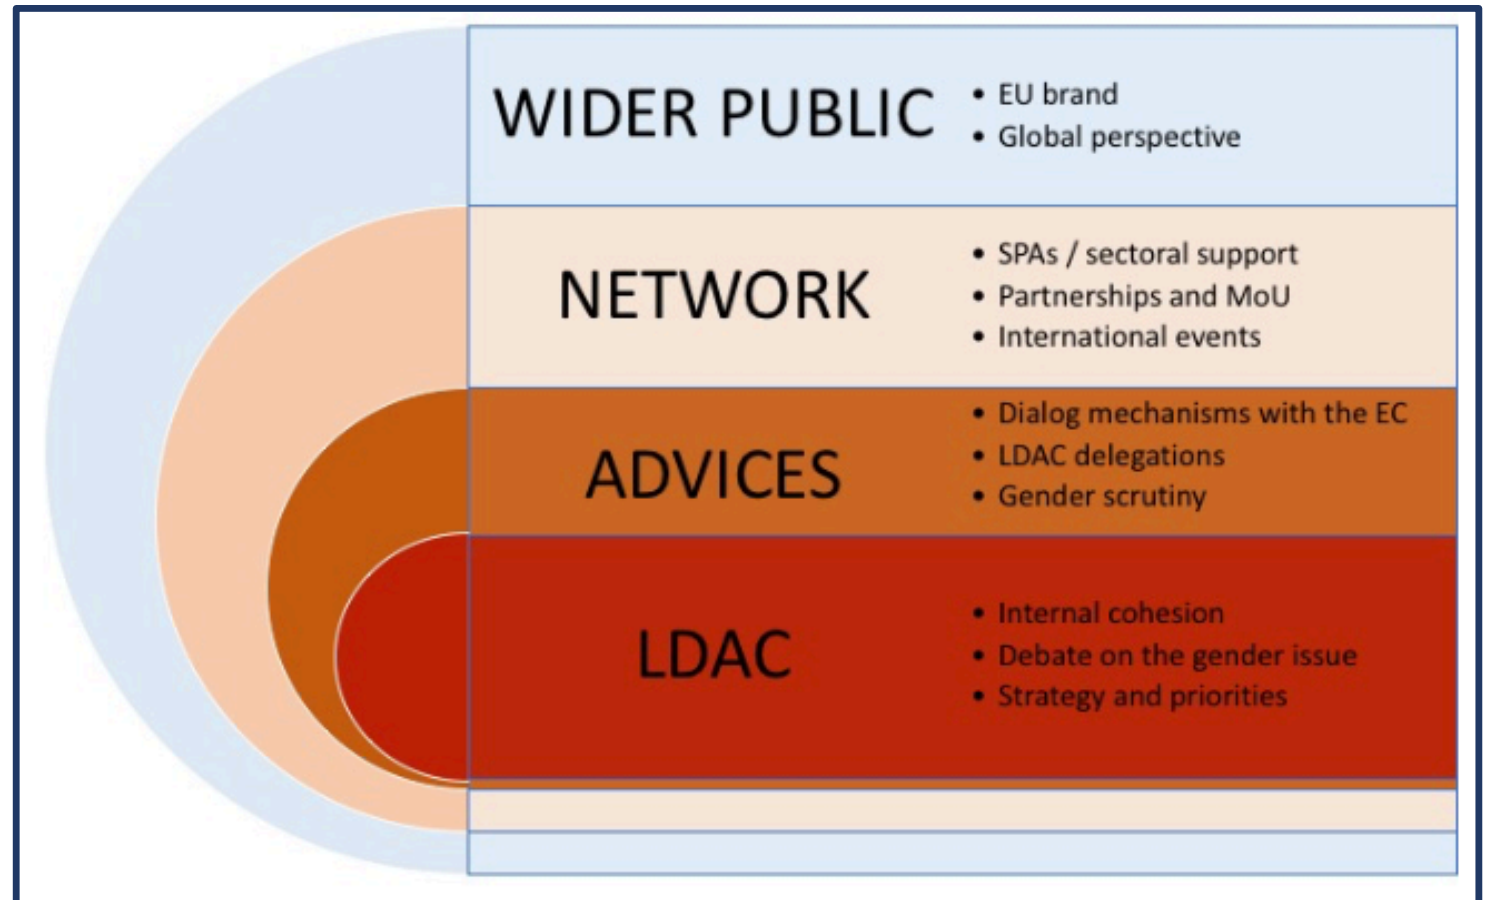 WIDER PUBLIC
• EU brand
• Global perspective
NETWORK
• SPAs / sectoral support
• Partnerships and MoU
• International events
ADVICES
• Dialog mechanisms with the EC
• LDAC delegations
• Gender scrutiny
LDAC
• Internal cohesion
• Debate on the gender issue
• Strategy and priorities